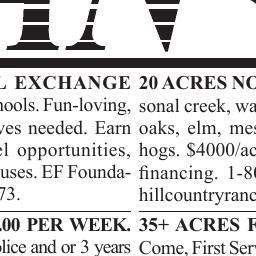 L EXCHANGE
hools. Fun-loving,
ves needed. Earn
el opportunities,
uses. EF Founda-
73.
.00 PER WEEK.
olice and or 3 years
20 ACRES NO
sonal creek, wa
oaks, elm, mes
hogs. $4000/ac
financing. 1-80
hillcountryranc
35+ ACRES F
Come, First Serv